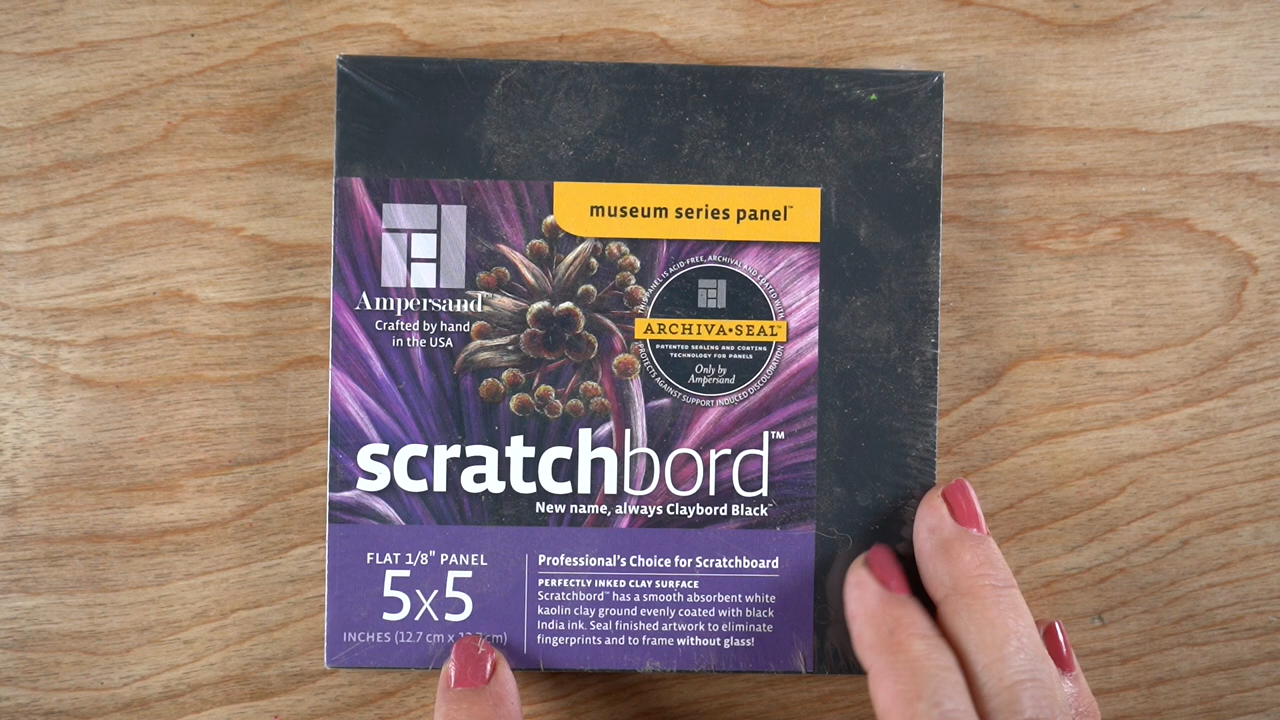 museum series panel™
Ampersand™
Crafted by hand
in the USA
THIS PANEL IS ACID-FREE, ARCHIVAL AND COATED WITH
ARCHIVA•SEAL™
PATENTED SEALING AND COATING
TECHNOLOGY FOR PANELS
Only by
Ampersand
PROTECTS AGAINST SUPPORT INDUCED DISCOLORATION
scratchbord™
New name, always Claybord Black™
FLAT 1/8" PANEL
5x5
INCHES (12.7 cm x 12.7cm)
Professional's Choice for Scratchboard
PERFECTLY INKED CLAY SURFACE
Scratchbord™ has a smooth absorbent white
kaolin clay ground evenly coated with black
India ink. Seal finished artwork to eliminate
fingerprints and to frame without glass!